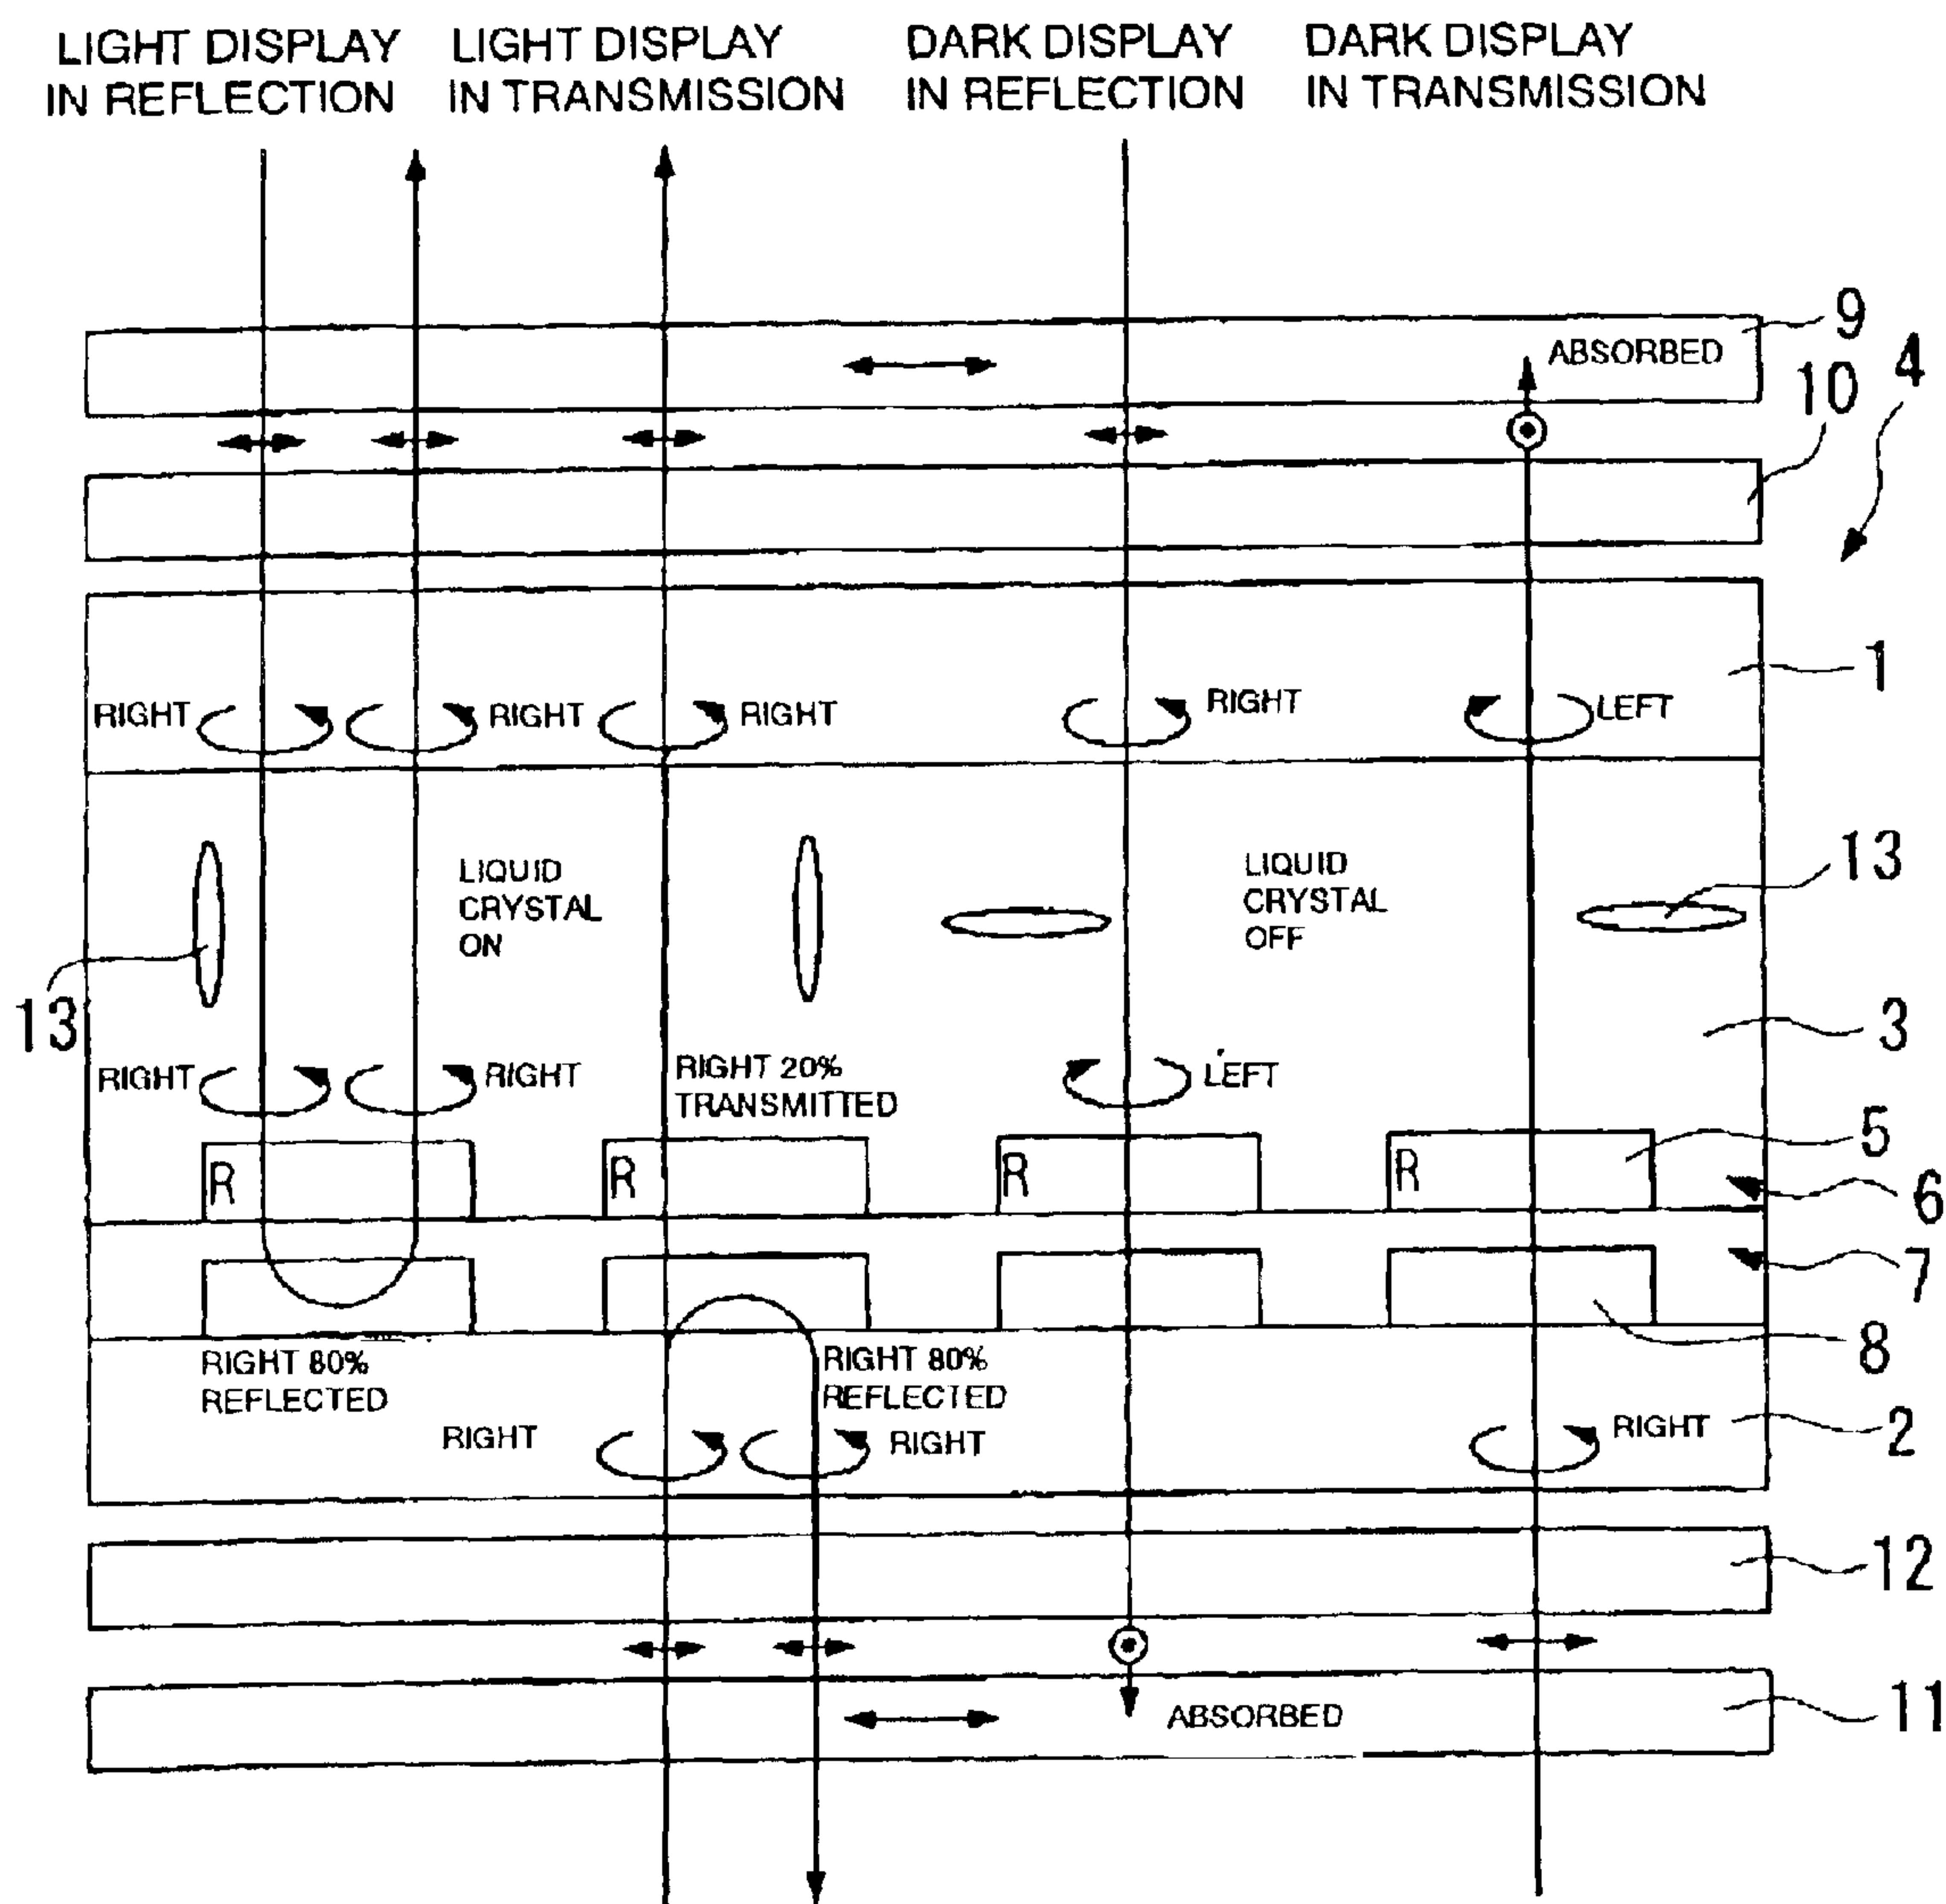 LIGHT DISPLAY
IN REFLECTION
LIGHT DISPLAY
IN TRANSMISSION
DARK DISPLAY
IN REFLECTION
DARK DISPLAY
IN TRANSMISSION
9
ABSORBED
4
10
1
RIGHT
RIGHT
RIGHT
RIGHT
LEFT
LIQUID
CRYSTAL
ON
LIQUID
CRYSTAL
OFF
13
13
3
RIGHT
RIGHT
RIGHT 20%
TRANSMITTED
LEFT
5
R
R
R
R
6
7
8
RIGHT 80%
REFLECTED
RIGHT 80%
REFLECTED
RIGHT
RIGHT
RIGHT
2
12
11
ABSORBED